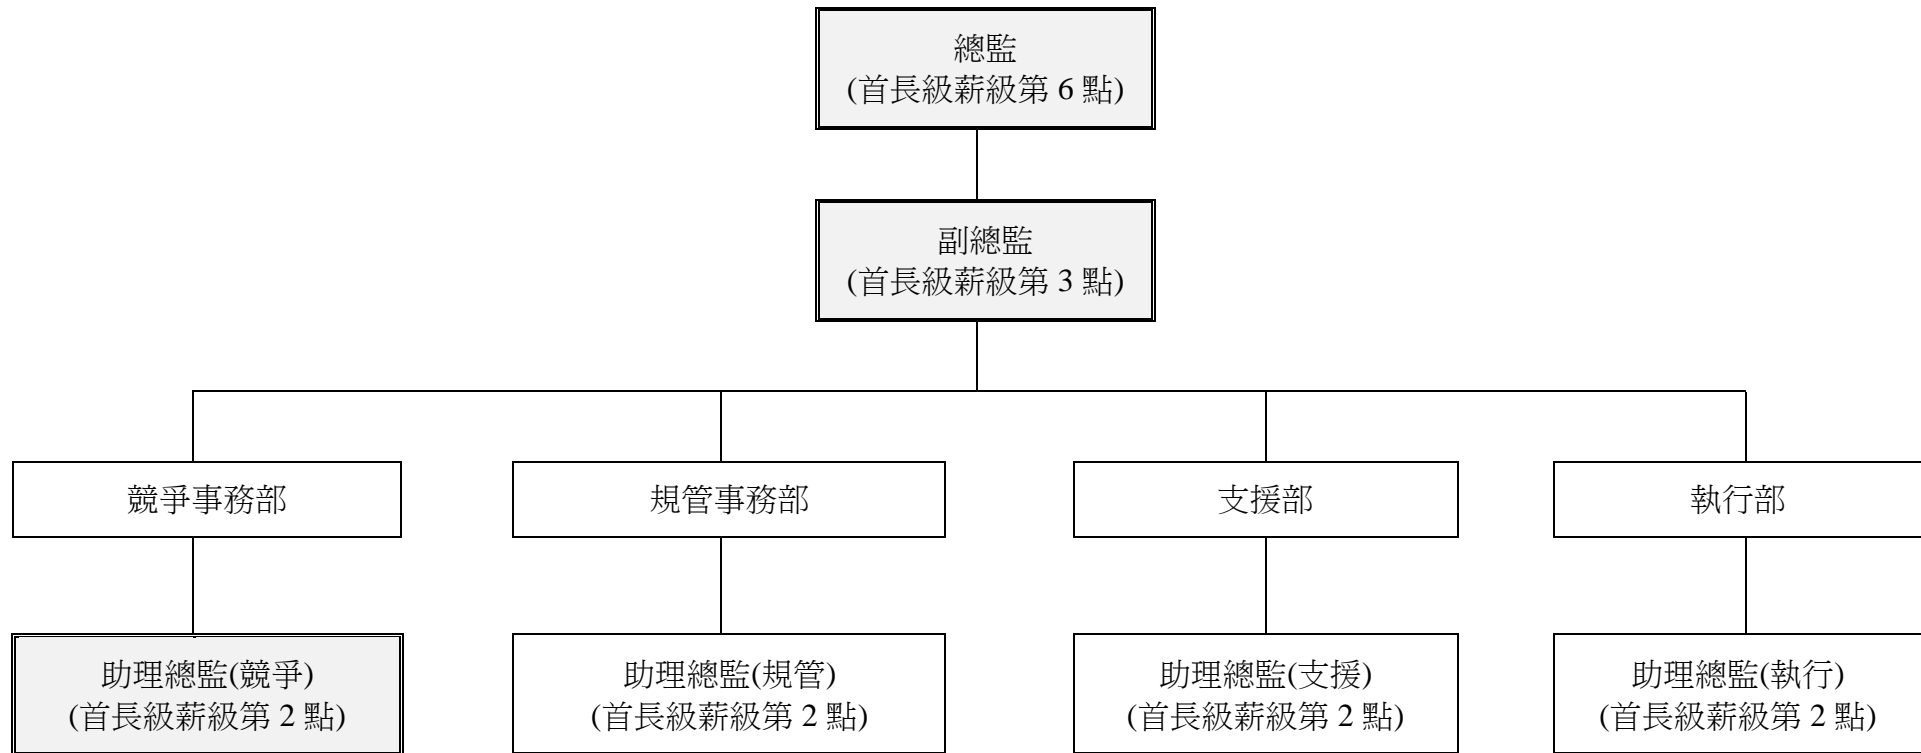 總監
(首長級薪級第 6 點)
副總監
(首長級薪級第 3 點)
競爭事務部
規管事務部
支援部
執行部
助理總監(競爭)
(首長級薪級第 2 點)
助理總監(規管)
(首長級薪級第 2 點)
助理總監(支援)
(首長級薪級第 2 點)
助理總監(執行)
(首長級薪級第 2 點)